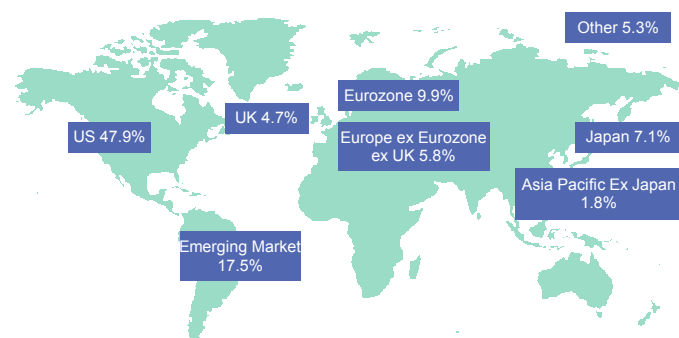 Other 5.3%
Eurozone 9.9%
UK 4.7%
US 47.9%
Europe ex Eurozone
ex UK 5.8%
Japan 7.1%
Asia Pacific Ex Japan
1.8%
Emerging Market
17.5%